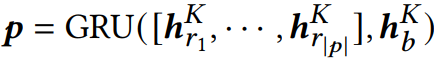 p = GRU([h_{r_1}^K, ⋯, h_{r_{|p|}}^K], h_b^K)